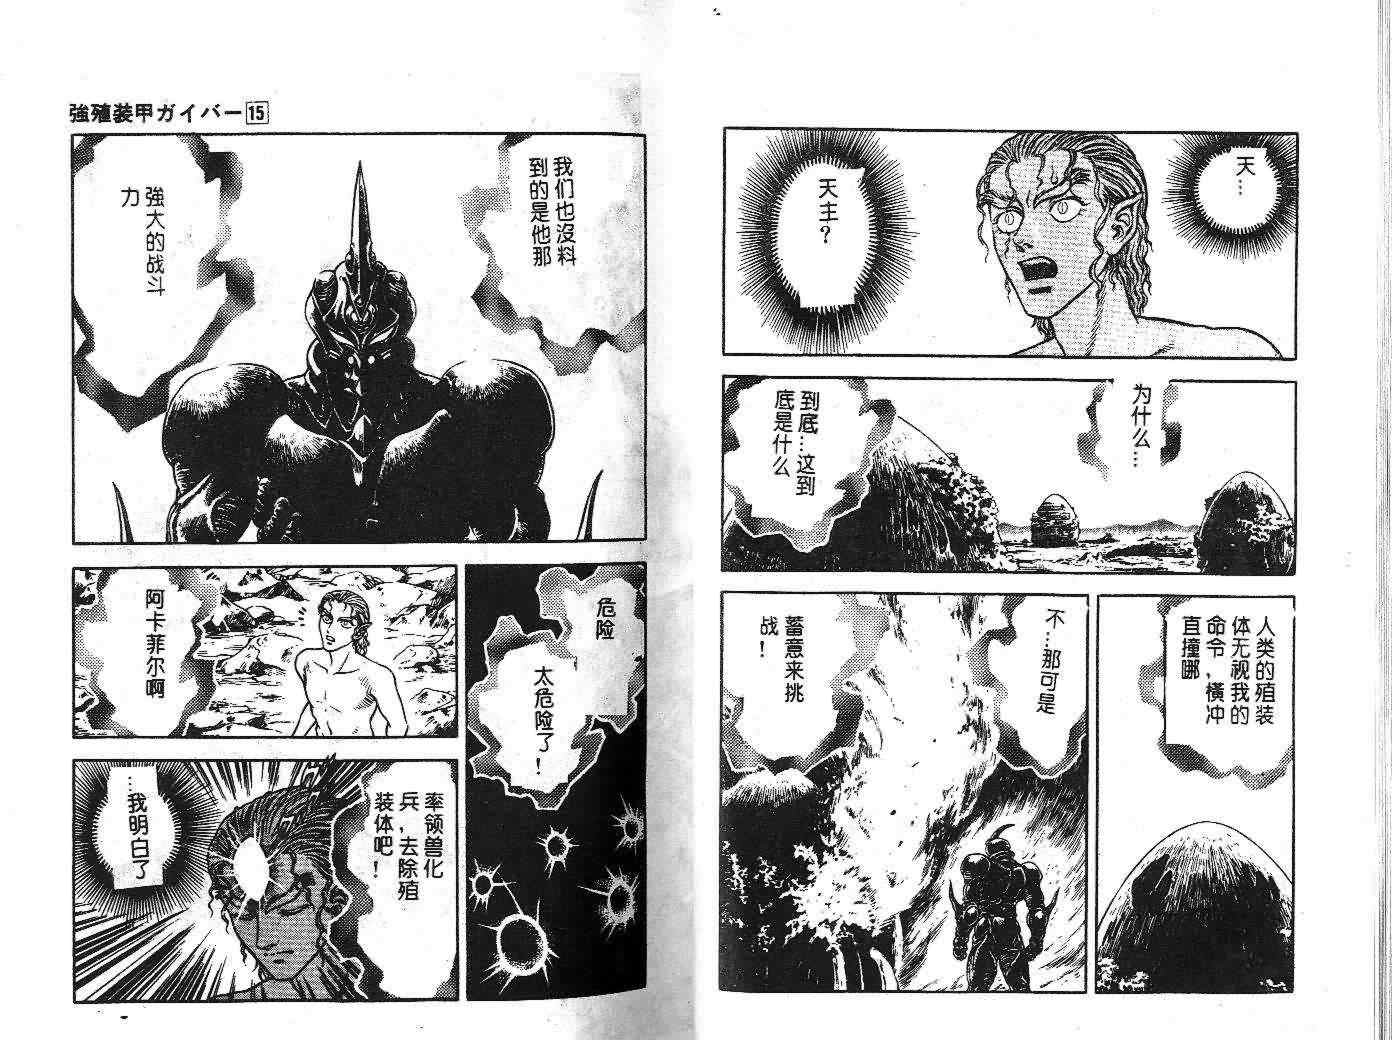 天…
天主？
为什么…
到底…这到
底是什么
人类的殖装
体无视我的
命令，横冲
直撞哪
不…那可是
蓄意来挑
战！
強殖装甲ガイバー15
我们也沒料
到的是他那
強大的战斗
力
危险
太危险了！
阿卡菲尔啊
率领兽化
兵，去除殖
装体吧！
…我明白了